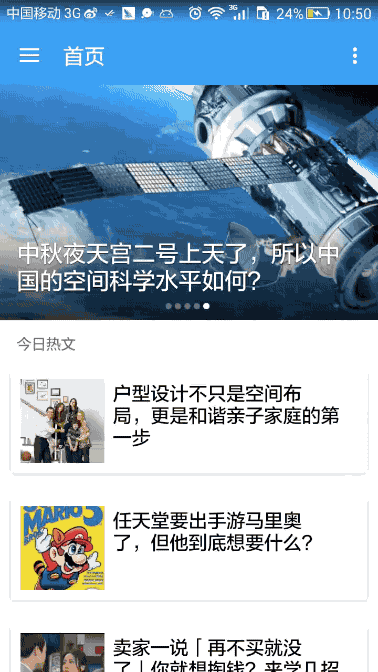 中国移动 3G 3G 24% 10:50
首页
中秋夜天宫二号上天了，所以中
国的空间科学水平如何？
今日热文
户型设计不只是空间布
局，更是和谐亲子家庭的第
一步
MARIO 3
任天堂要出手游马里奥
了，但他到底想要什么？
卖家一说「再不买就没
了」你就想掏钱？来学几招